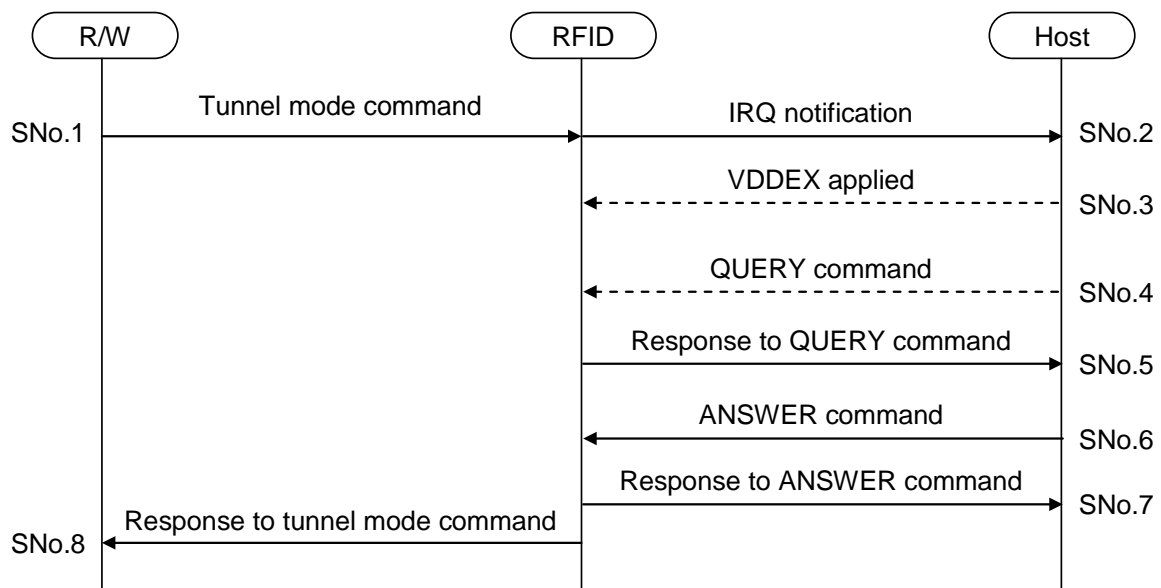 R/W
RFID
Host
Tunnel mode command
IRQ notification
SNo.1
SNo.2
VDDEX applied
SNo.3
QUERY command
SNo.4
Response to QUERY command
SNo.5
ANSWER command
SNo.6
Response to ANSWER command
SNo.7
Response to tunnel mode command
SNo.8